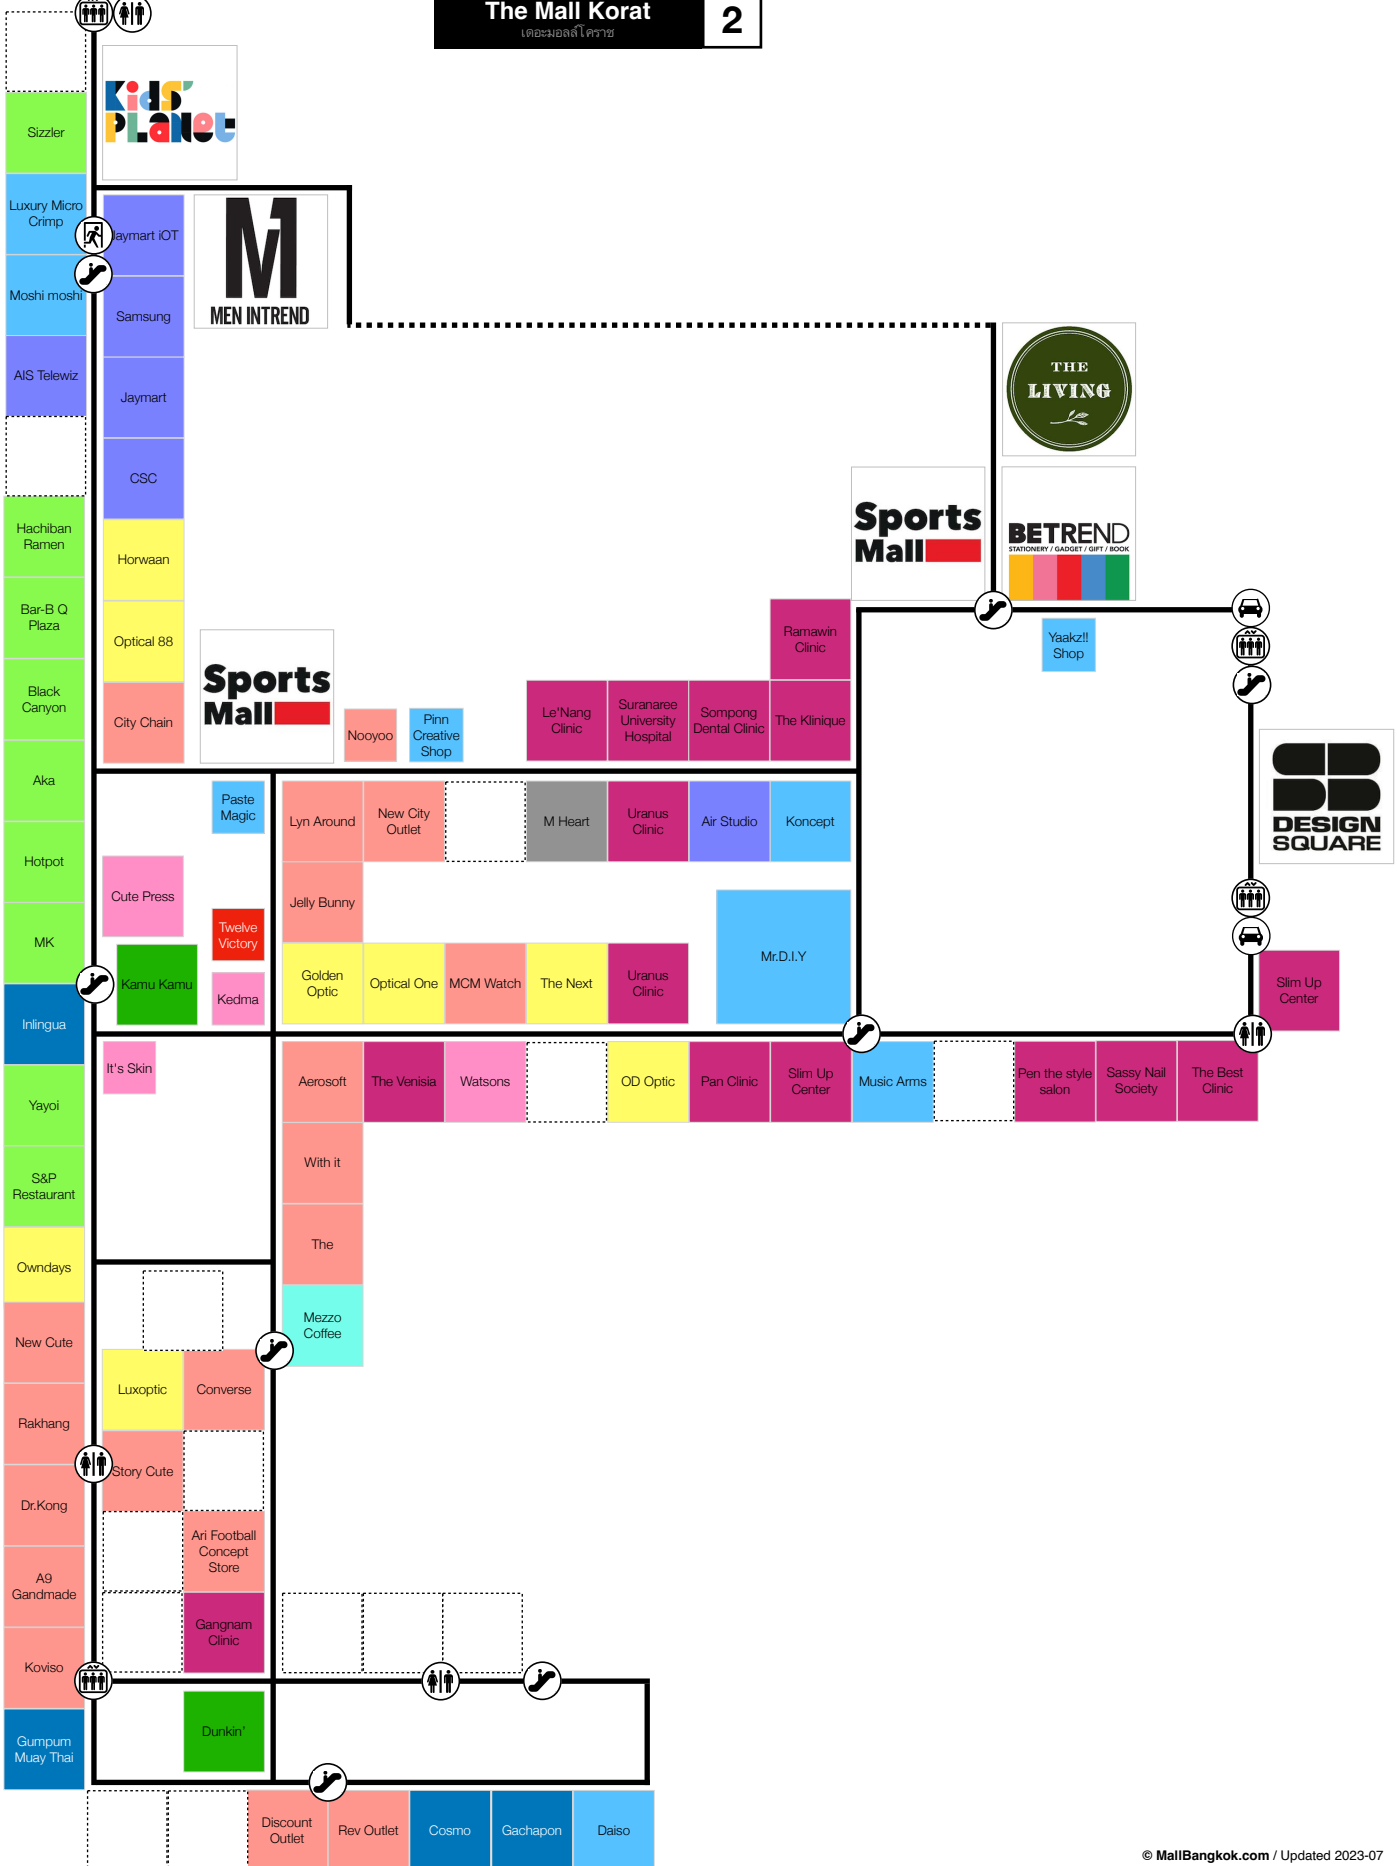 The Mall Korat
เดอะมอลล์โคราช
2
Kids'
PLanet
Sizzler
Luxury Micro
Crimp
Jaymart iOT
MEN INTREND
Moshi moshi
Samsung
THE
LIVING
AIS Telewiz
Jaymart
CSC
Sports
Mall
BETREND
STATIONERY / GADGET / GIFT / BOOK
Hachiban
Ramen
Horwaan
Bar-B Q
Plaza
Optical 88
Ramawin
Clinic
Yaakz!!
Shop
Black
Canyon
City Chain
Sports
Mall
Nooyoo
Pinn
Creative
Shop
Le'Nang
Clinic
Suranaree
University
Hospital
Sompong
Dental Clinic
The Klinique
Aka
Paste
Magic
Lyn Around
New City
Outlet
M Heart
Uranus
Clinic
Air Studio
Koncept
DESIGN
SQUARE
Hotpot
Cute Press
Jelly Bunny
MK
Twelve
Victory
Mr.D.I.Y
Kamu Kamu
Kedma
Golden
Optic
Optical One
MCM Watch
The Next
Uranus
Clinic
Slim Up
Center
Inlingua
It's Skin
Aerosoft
The Venisia
Watsons
OD Optic
Pan Clinic
Slim Up
Center
Music Arms
Pen the style
salon
Sassy Nail
Society
The Best
Clinic
Yayoi
With it
S&P
Restaurant
The
Owndays
Mezzo
Coffee
New Cute
Luxoptic
Converse
Rakhang
Story Cute
Dr.Kong
Ari Football
Concept
Store
A9
Gandmade
Gangnam
Clinic
Koviso
Dunkin'
Gumpum
Muay Thai
Discount
Outlet
Rev Outlet
Cosmo
Gachapon
Daiso
© MallBangkok.com / Updated 2023-07